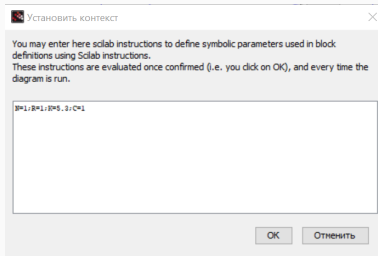 Установить контекст
You may enter here scilab instructions to define symbolic parameters used in block
definitions using Scilab instructions.
These instructions are evaluated once confirmed (i.e. you click on OK), and every time the
diagram is run.
N=1;R=1;K=5.3;C=1
OK Отменить